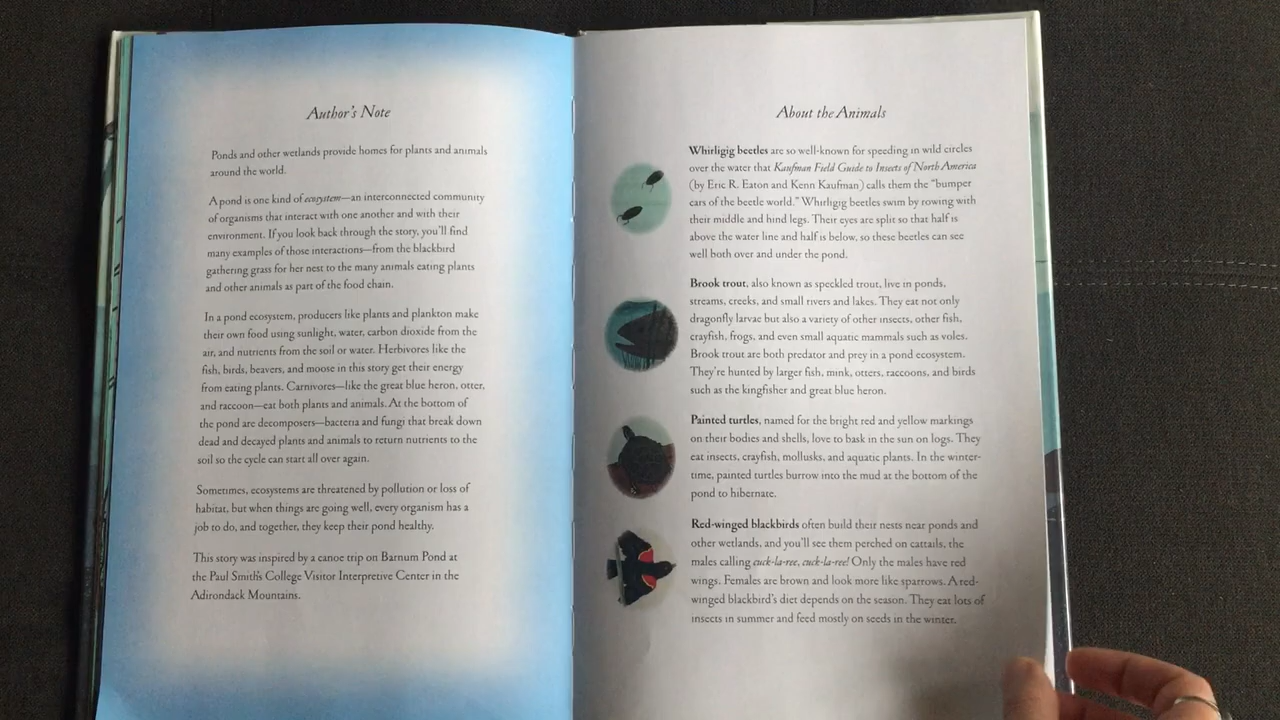 Author's Note
Ponds and other wetlands provide homes for plants and animals
around the world.
A pond is one kind of ecosystem—an interconnected community
of organisms that interact with one another and with their
environment. If you look back through the story, you'll find
many examples of those interactions—from the blackbird
gathering grass for her nest to the many animals eating plants
and other animals as part of the food chain.
In a pond ecosystem, producers like plants and plankton make
their own food using sunlight, water, carbon dioxide from the
air, and nutrients from the soil or water. Herbivores like the
fish, birds, beavers, and moose in this story get their energy
from eating plants. Carnivores—like the great blue heron, otter,
and raccoon—eat both plants and animals. At the bottom of
the pond are decomposers—bacteria and fungi that break down
dead and decayed plants and animals to return nutrients to the
soil so the cycle can start all over again.
Sometimes, ecosystems are threatened by pollution or loss of
habitat, but when things are going well, every organism has a
job to do, and together, they keep their pond healthy.
This story was inspired by a canoe trip on Barnum Pond at
the Paul Smith's College Visitor Interpretive Center in the
Adirondack Mountains.
About the Animals
Whirligig beetles are so well-known for speeding in wild circles
over the water that Kaufman Field Guide to Insects of North America
(by Eric R. Eaton and Kenn Kaufman) calls them the "bumper
cars of the beetle world." Whirligig beetles swim by rowing with
their middle and hind legs. Their eyes are split so that half is
above the water line and half is below, so these beetles can see
well both over and under the pond.
Brook trout, also known as speckled trout, live in ponds,
streams, creeks, and small rivers and lakes. They eat not only
dragonfly larvae but also a variety of other insects, other fish,
crayfish, frogs, and even small aquatic mammals such as voles.
Brook trout are both predator and prey in a pond ecosystem.
They're hunted by larger fish, mink, otters, raccoons, and birds
such as the kingfisher and great blue heron.
Painted turtles, named for the bright red and yellow markings
on their bodies and shells, love to bask in the sun on logs. They
eat insects, crayfish, mollusks, and aquatic plants. In the winter-
time, painted turtles burrow into the mud at the bottom of the
pond to hibernate.
Red-winged blackbirds often build their nests near ponds and
other wetlands, and you'll see them perched on cattails, the
males calling cuck-la-ree, cuck-la-ree! Only the males have red
wings. Females are brown and look more like sparrows. A red-
winged blackbird's diet depends on the season. They eat lots of
insects in summer and feed mostly on seeds in the winter.